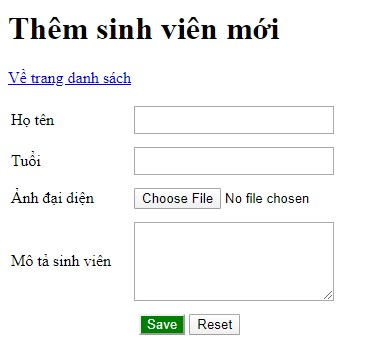 Thêm sinh viên mới
Về trang danh sách
Họ tên
Tuổi
Ảnh đại diện Choose File No file chosen
Mô tả sinh viên
Save Reset